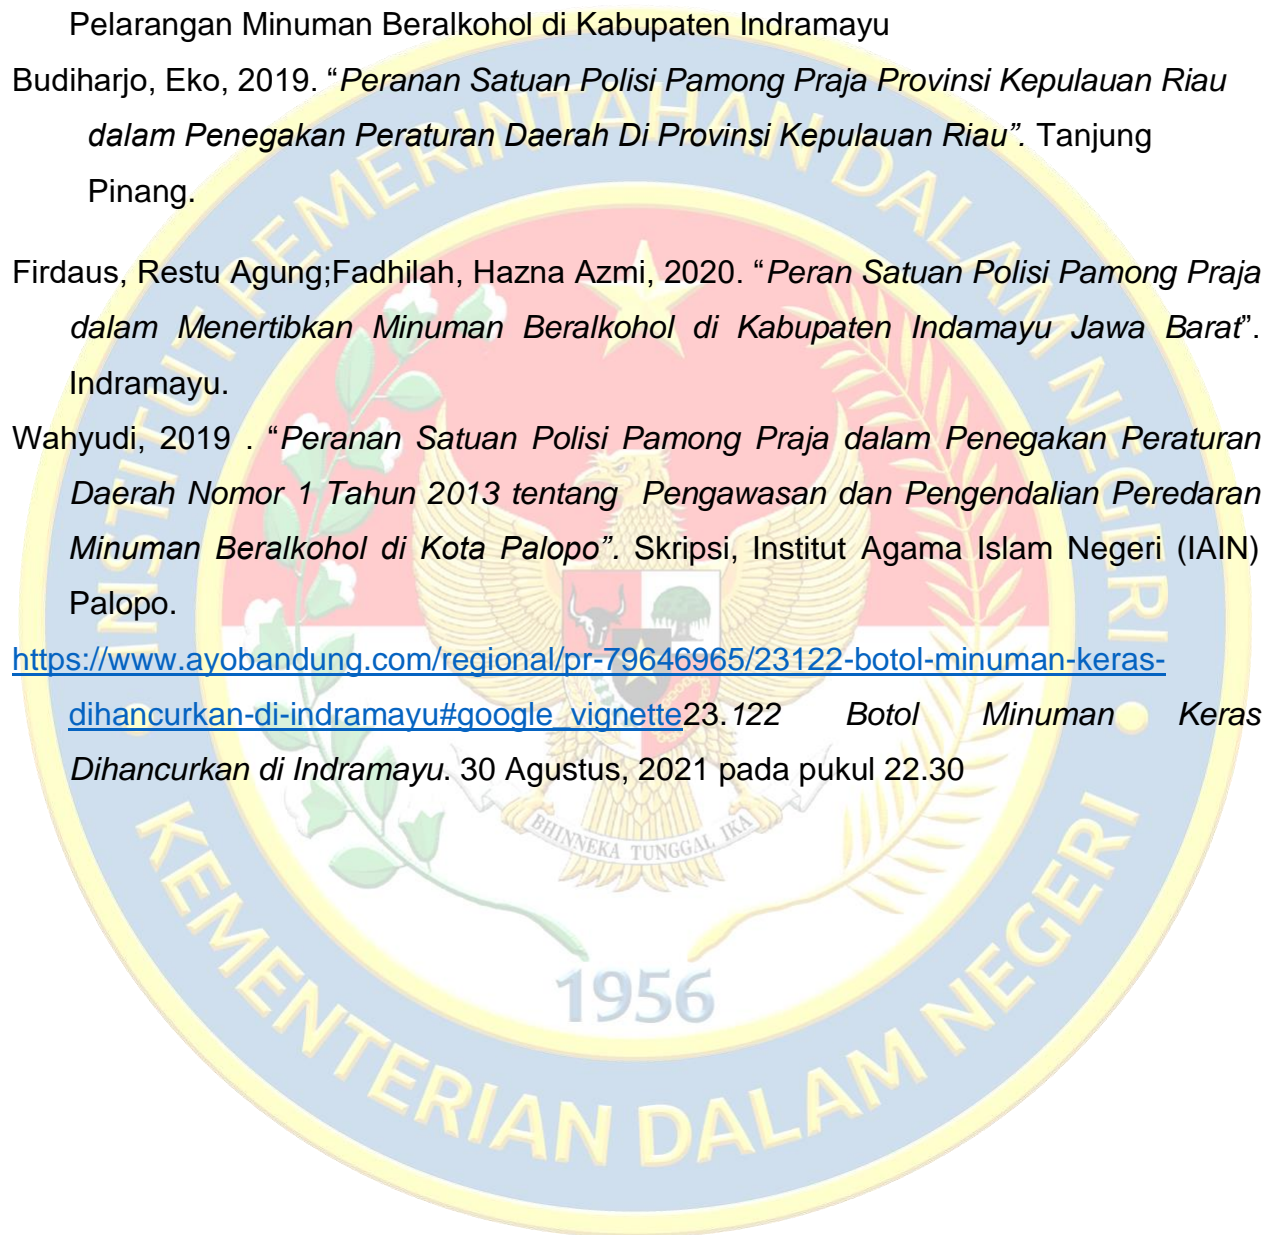 Pelarangan Minuman Beralkohol di Kabupaten Indramayu
Budiharjo, Eko, 2019. “Peranan Satuan Polisi Pamong Praja Provinsi Kepulauan Riau
dalam Penegakan Peraturan Daerah Di Provinsi Kepulauan Riau”. Tanjung
Pinang.
Firdaus, Restu Agung;Fadhilah, Hazna Azmi, 2020. “Peran Satuan Polisi Pamong Praja
dalam Menertibkan Minuman Beralkohol di Kabupaten Indamayu Jawa Barat”.
Indramayu.
Wahyudi, 2019 . “Peranan Satuan Polisi Pamong Praja dalam Penegakan Peraturan
Daerah Nomor 1 Tahun 2013 tentang Pengawasan dan Pengendalian Peredaran
Minuman Beralkohol di Kota Palopo”. Skripsi, Institut Agama Islam Negeri (IAIN)
Palopo.
https://www.ayobandung.com/regional/pr-79646965/23122-botol-minuman-keras-
dihancurkan-di-indramayu#google_vignette23.122 Botol Minuman Keras
Dihancurkan di Indramayu. 30 Agustus, 2021 pada pukul 22.30
INSTITUT PEMERINTAHAN DALAM NEGERI
BHINNEKA TUNGGAL IKA
1956
KEMENTERIAN DALAM NEGERI